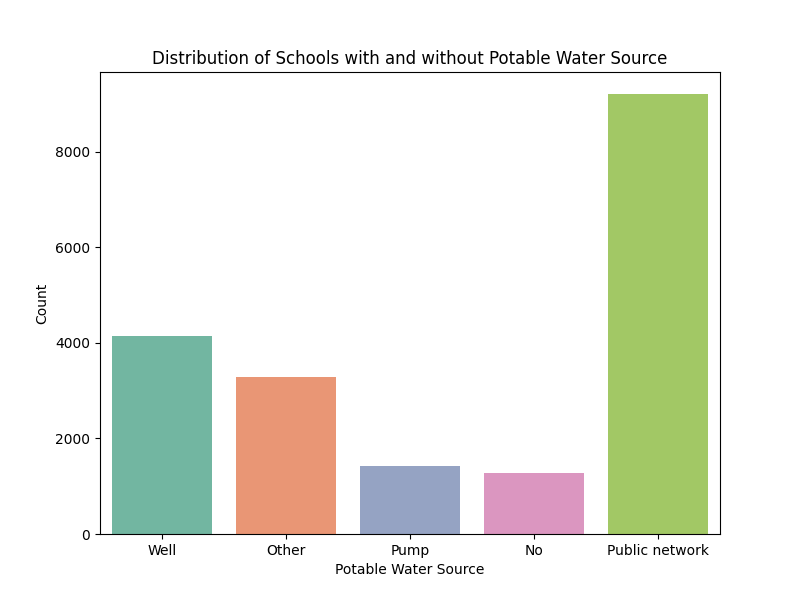 Distribution of Schools with and without Potable Water Source
8000
6000
4000
2000
0
Count
Well Other Pump No Public network
Potable Water Source